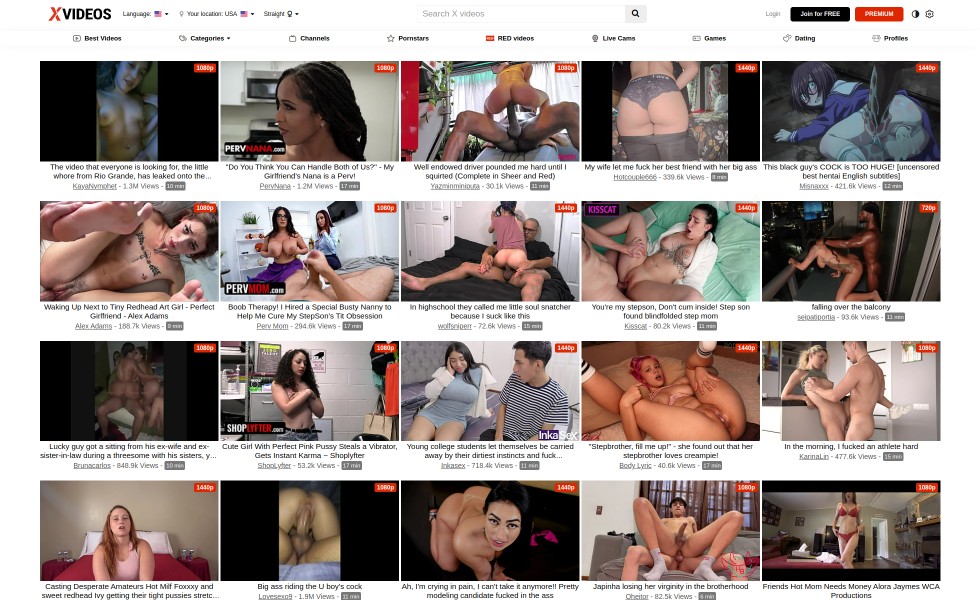 XVIDEOS
Language:
Your location: USA
Straight
Search X videos
Login
Join for FREE
PREMIUM
Best Videos
Categories
Channels
Pornstars
RED videos
Live Cams
Games
Dating
Profiles
1080p
PERVNANA.COM
1080p
1080p
1440p
1440p
The video that everyone is looking for, the little
whore from Rio Grande, has leaked onto the...
KayaNymphet - 1.3M Views - 10 min
"Do You Think You Can Handle Both of Us?" - My
Girlfriend's Nana is a Perv!
PervNana - 1.2M Views - 17 min
Well endowed driver pounded me hard until I
squirted (Complete in Sheer and Red)
Yazminminputa - 30.1k Views - 11 min
My wife let me fuck her best friend with her big ass
Hotcouple666 - 339.6k Views - 8 min
This black guy's COCK is TOO HUGE! [uncensored
best hentai English subtitles]
Misnaxxx - 421.6k Views - 12 min
1080p
PERVMOM.COM
1080p
1440p
KISSCAT
1440p
720p
Waking Up Next to Tiny Redhead Art Girl - Perfect
Girlfriend - Alex Adams
Alex Adams - 188.7k Views - 9 min
Boob Therapy! I Hired a Special Busty Nanny to
Help Me Cure My StepSon's Tit Obsession
Perv Mom - 294.6k Views - 17 min
In highschool they called me little soul snatcher
because I suck like this
wolfsniperr - 72.6k Views - 15 min
You're my stepson, Don't cum inside! Step son
found blindfolded step mom
Kisscat - 80.2k Views - 11 min
falling over the balcony
seipatiportia - 93.6k Views - 11 min
1080p
SHOPLYFTER.COM
1080p
InkaSex
1440p
1440p
1080p
Lucky guy got a sitting from his ex-wife and ex-
sister-in-law during a threesome with his sisters, y...
Brunacarlos - 848.9k Views - 10 min
Cute Girl With Perfect Pink Pussy Steals a Vibrator,
Gets Instant Karma ~ Shoplyfter
ShopLyfter - 53.2k Views - 17 min
Young college students let themselves be carried
away by their dirtiest instincts and fuck...
Inkasex - 718.4k Views - 11 min
"Stepbrother, fill me up!" - she found out that her
stepbrother loves creampie!
Body Lyric - 40.6k Views - 17 min
In the morning, I fucked an athlete hard
KarinaLin - 477.6k Views - 15 min
1440p
1080p
1440p
1080p
1080p
Casting Desperate Amateurs Hot Milf Foxxxy and
sweet redhead Ivy getting their tight pussies stretc...
Big ass riding the U boy's cock
Lovesexo9 - 1.9M Views - 11 min
Ah, I'm crying in pain, I can't take it anymore!! Pretty
modeling candidate fucked in the ass
Japinha losing her virginity in the brotherhood
Oheitor - 82.5k Views - 6 min
Friends Hot Mom Needs Money Alora Jaymes WCA
Productions